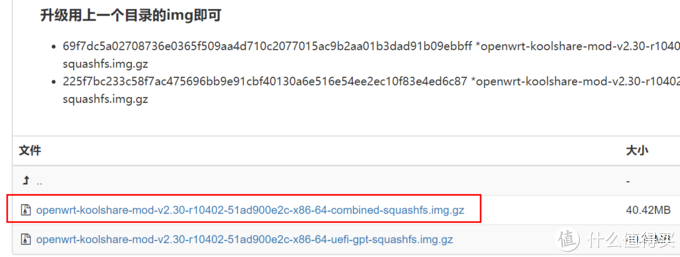 升级用上一个目录的img即可
69f7dc5a02708736e0365f509aa4d710c2077015ac9b2aa01b3dad91b09ebbff *openwrt-koolshare-mod-v2.30-r10402
squashfs.img.gz
225f7bc233c58f7ac475696bb9e91cbf40130a6e516e54ee2ec10f83e4ed6c87 *openwrt-koolshare-mod-v2.30-r10402
squashfs.img.gz
文件 大小
.. -
openwrt-koolshare-mod-v2.30-r10402-51ad900e2c-x86-64-combined-squashfs.img.gz 40.42MB
openwrt-koolshare-mod-v2.30-r10402-51ad900e2c-x86-64-uefi-gpt-squashfs.img.gz
值 什么值得买